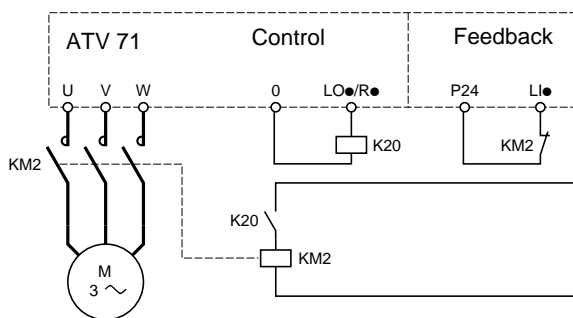 ATV 71 Control Feedback
U V W 0 LO●/R● P24 LI●
K20 KM2
KM2
K20
KM2
M
3